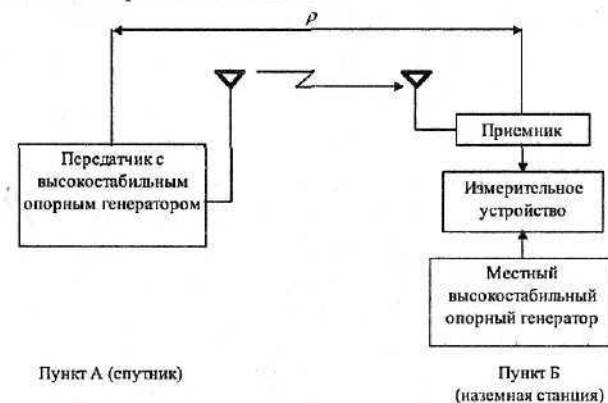 ρ
Передатчик с
высокостабильным
опорным генератором
Приемник
Измерительное
устройство
Местный
высокостабильный
опорный генератор
Пункт А (спутник)
Пункт Б
(наземная станция)